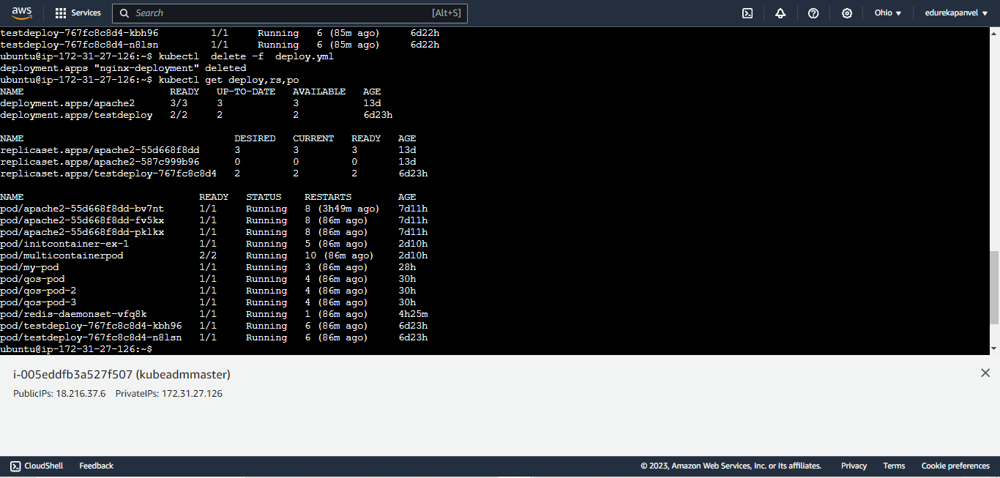 aws Services Search [Alt+S] Ohio ▼ edurekapanvel ▼
testdeploy-767fc8c8d4-kbh96 1/1 Running 6 (85m ago) 6d22h
testdeploy-767fc8c8d4-n8lsn 1/1 Running 6 (85m ago) 6d22h
ubuntu@ip-172-31-27-126:~$ kubectl  delete -f  deploy.yml
deployment.apps "nginx-deployment" deleted
ubuntu@ip-172-31-27-126:~$ kubectl get deploy,rs,po
NAME READY UP-TO-DATE AVAILABLE AGE
deployment.apps/apache2 3/3 3 3 13d
deployment.apps/testdeploy 2/2 2 2 6d23h
NAME DESIRED CURRENT READY AGE
replicaset.apps/apache2-55d668f8dd 3 3 3 13d
replicaset.apps/apache2-587c999b96 0 0 0 13d
replicaset.apps/testdeploy-767fc8c8d4 2 2 2 6d23h
NAME READY STATUS RESTARTS AGE
pod/apache2-55d668f8dd-bv7nt 1/1 Running 8 (3h49m ago) 7d11h
pod/apache2-55d668f8dd-fv5kx 1/1 Running 8 (86m ago) 7d11h
pod/apache2-55d668f8dd-pklkx 1/1 Running 8 (86m ago) 7d11h
pod/initcontainer-ex-1 1/1 Running 5 (86m ago) 2d10h
pod/multicontainerpod 2/2 Running 10 (86m ago) 2d10h
pod/my-pod 1/1 Running 3 (86m ago) 28h
pod/qos-pod 1/1 Running 4 (86m ago) 30h
pod/qos-pod-2 1/1 Running 4 (86m ago) 30h
pod/qos-pod-3 1/1 Running 4 (86m ago) 30h
pod/redis-daemonset-vfq8k 1/1 Running 1 (86m ago) 4h25m
pod/testdeploy-767fc8c8d4-kbh96 1/1 Running 6 (86m ago) 6d23h
pod/testdeploy-767fc8c8d4-n8lsn 1/1 Running 6 (86m ago) 6d23h
ubuntu@ip-172-31-27-126:~$
i-005eddfb3a527f507 (kubeadmmaster)
PublicIPs: 18.216.37.6 PrivateIPs: 172.31.27.126
CloudShell Feedback © 2023, Amazon Web Services, Inc. or its affiliates. Privacy Terms Cookie preferences